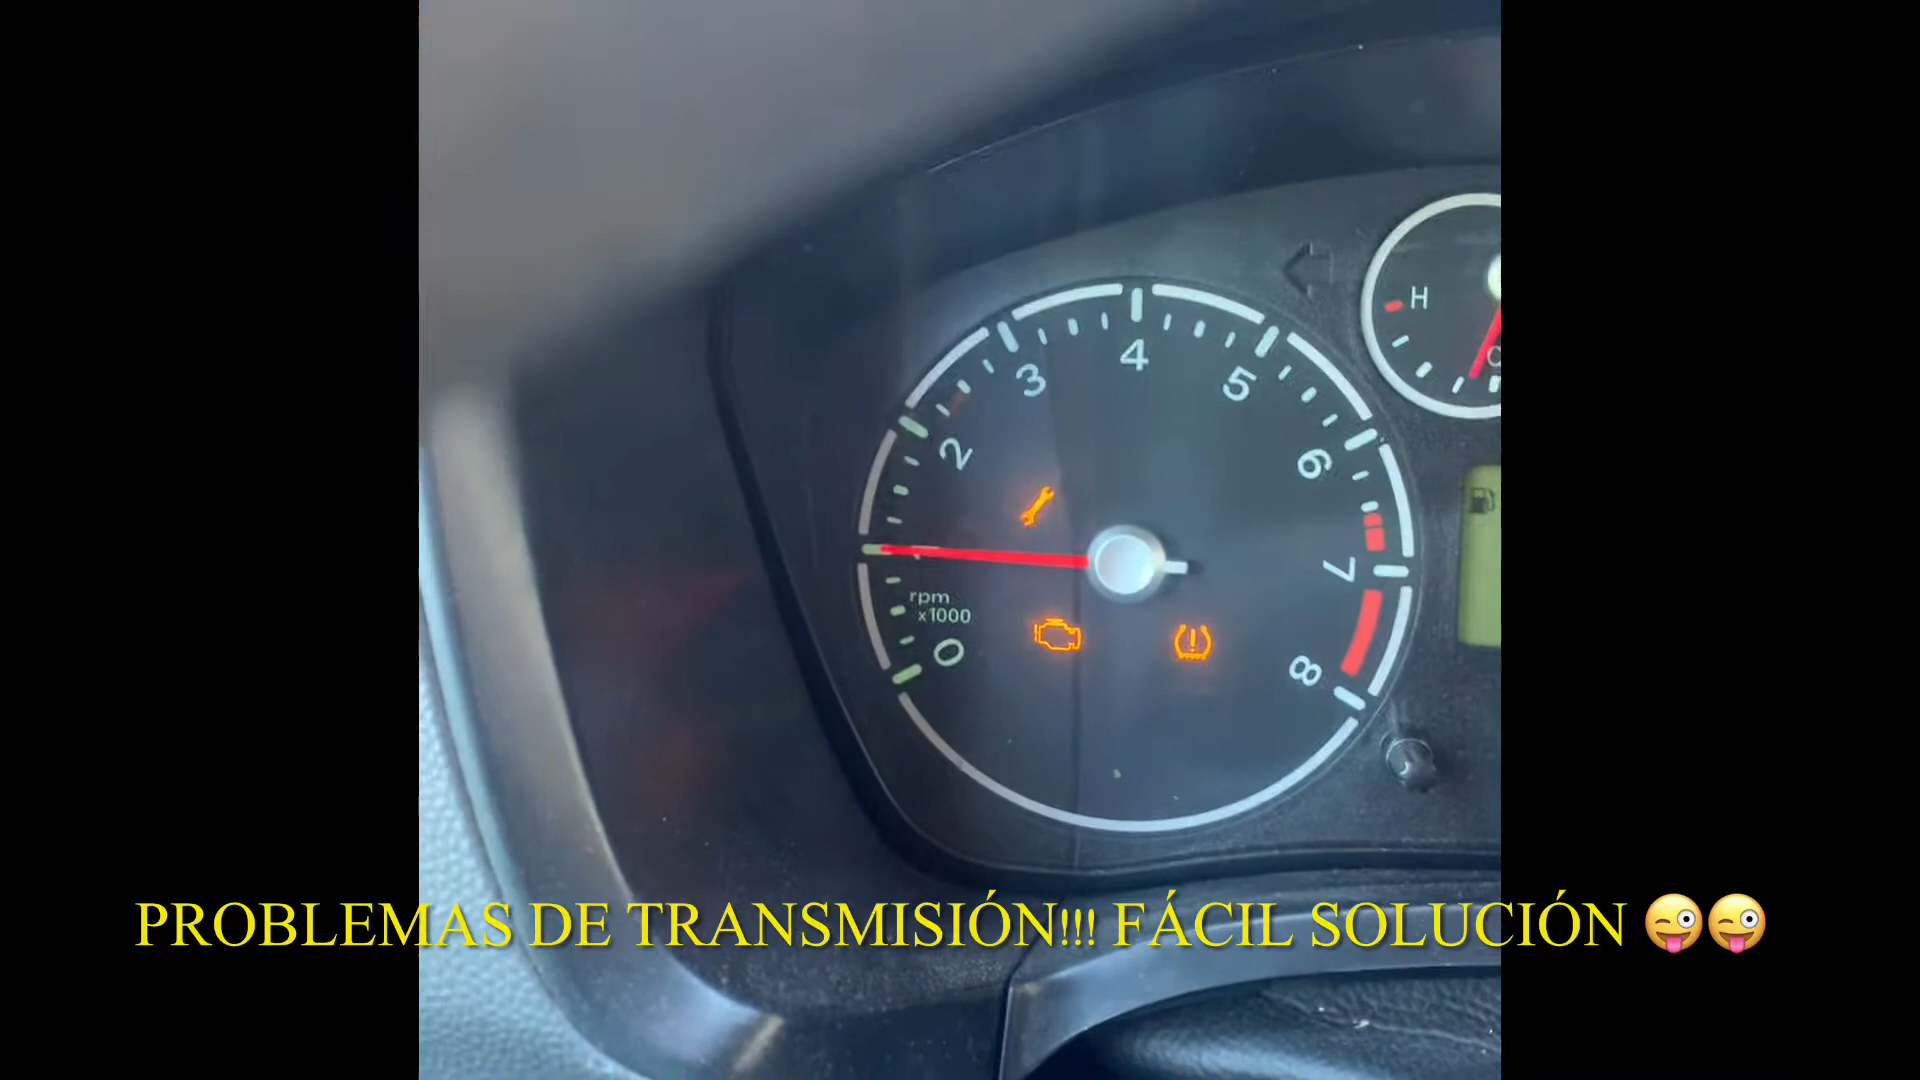 H
C
4
3
5
2
6
rpm
x1000
7
0
8
PROBLEMAS DE TRANSMISIÓN!!! FÁCIL SOLUCIÓN 😜😜